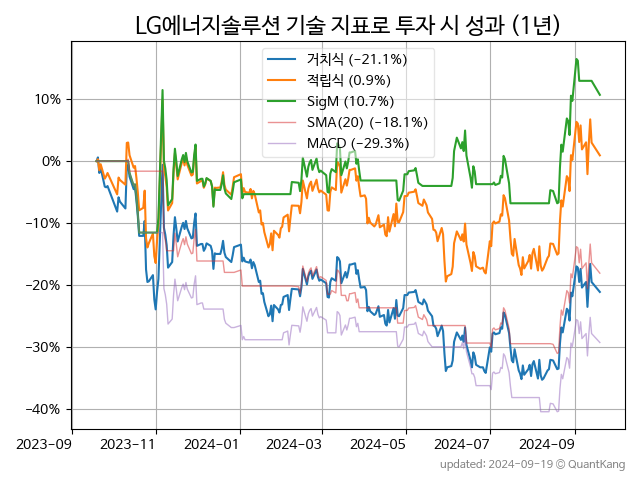 LG에너지솔루션 기술 지표로 투자 시 성과 (1년)
거치식 (−21.1%)
적립식 (0.9%)
SigM (10.7%)
SMA(20) (−18.1%)
MACD (−29.3%)
10%
0%
−10%
−20%
−30%
−40%
2023-09 2023-11 2024-01 2024-03 2024-05 2024-07 2024-09
updated: 2024-09-19 © QuantKang